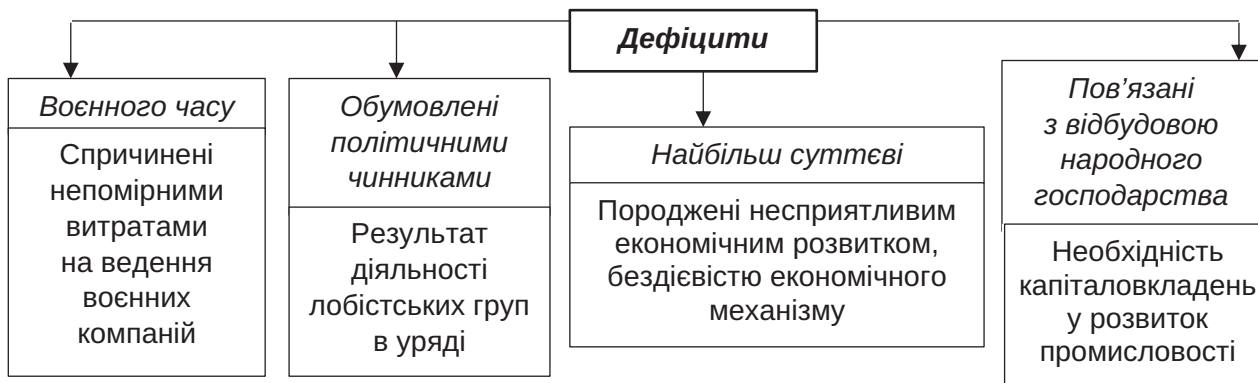 Дефіцити
Воєнного часу
Спричинені
непомірними
витратами
на ведення
воєнних
компаній
Обумовлені
політичними
чинниками
Результат
діяльності
лобістських груп
в уряді
Найбільш суттєві
Породжені несприятливим
економічним розвитком,
бездієвістю економічного
механізму
Пов’язані
з відбудовою
народного
господарства
Необхідність
капіталовкладень
у розвиток
промисловості